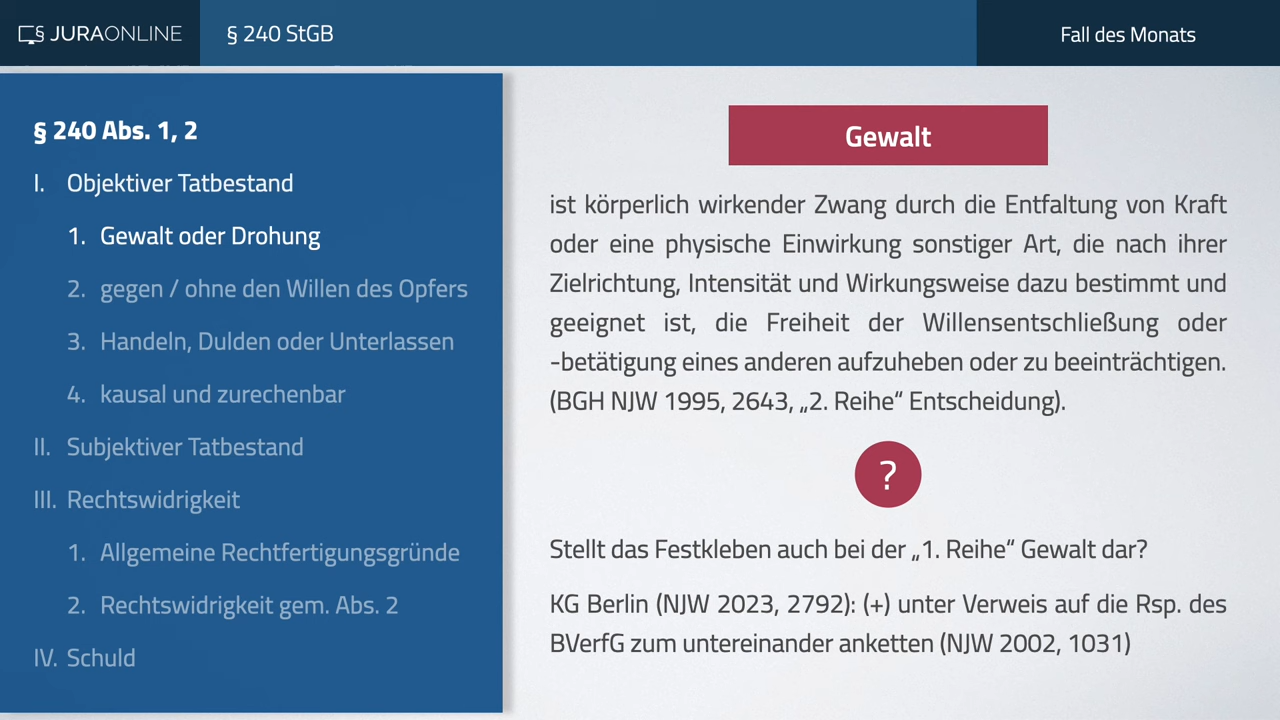 § JURAONLINE
§ 240 StGB
Fall des Monats
§ 240 Abs. 1, 2
I. Objektiver Tatbestand
1. Gewalt oder Drohung
2. gegen / ohne den Willen des Opfers
3. Handeln, Dulden oder Unterlassen
4. kausal und zurechenbar
II. Subjektiver Tatbestand
III. Rechtswidrigkeit
1. Allgemeine Rechtfertigungsgründe
2. Rechtswidrigkeit gem. Abs. 2
IV. Schuld
Gewalt
ist körperlich wirkender Zwang durch die Entfaltung von Kraft
oder eine physische Einwirkung sonstiger Art, die nach ihrer
Zielrichtung, Intensität und Wirkungsweise dazu bestimmt und
geeignet ist, die Freiheit der Willensentschließung oder
-betätigung eines anderen aufzuheben oder zu beeinträchtigen.
(BGH NJW 1995, 2643, „2. Reihe“ Entscheidung).
?
Stellt das Festkleben auch bei der „1. Reihe“ Gewalt dar?
KG Berlin (NJW 2023, 2792): (+) unter Verweis auf die Rsp. des
BVerfG zum untereinander anketten (NJW 2002, 1031)